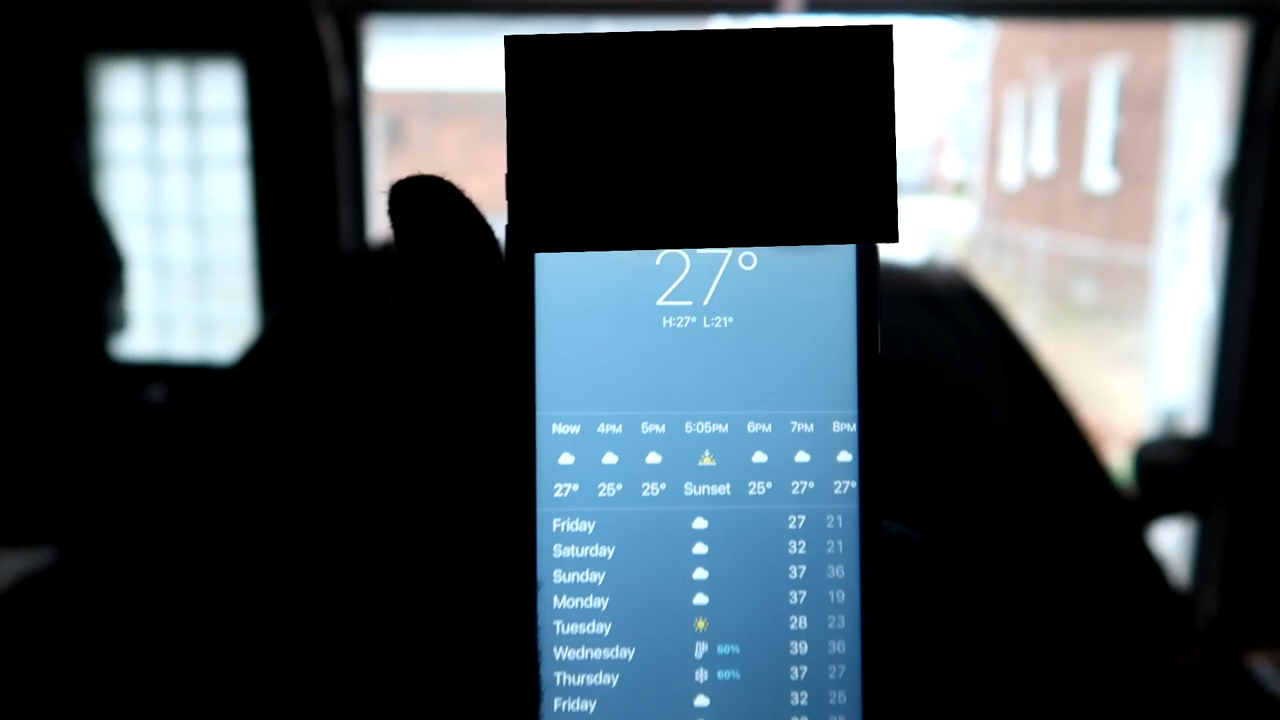 27°
H:27° L:21°
Now 4PM 5PM 5:05PM 6PM 7PM 8PM
27° 25° 25° Sunset 25° 27° 27°
Friday 27 21
Saturday 32 21
Sunday 37 36
Monday 37 19
Tuesday 28 23
Wednesday 50% 39 36
Thursday 60% 37 27
Friday 32 25